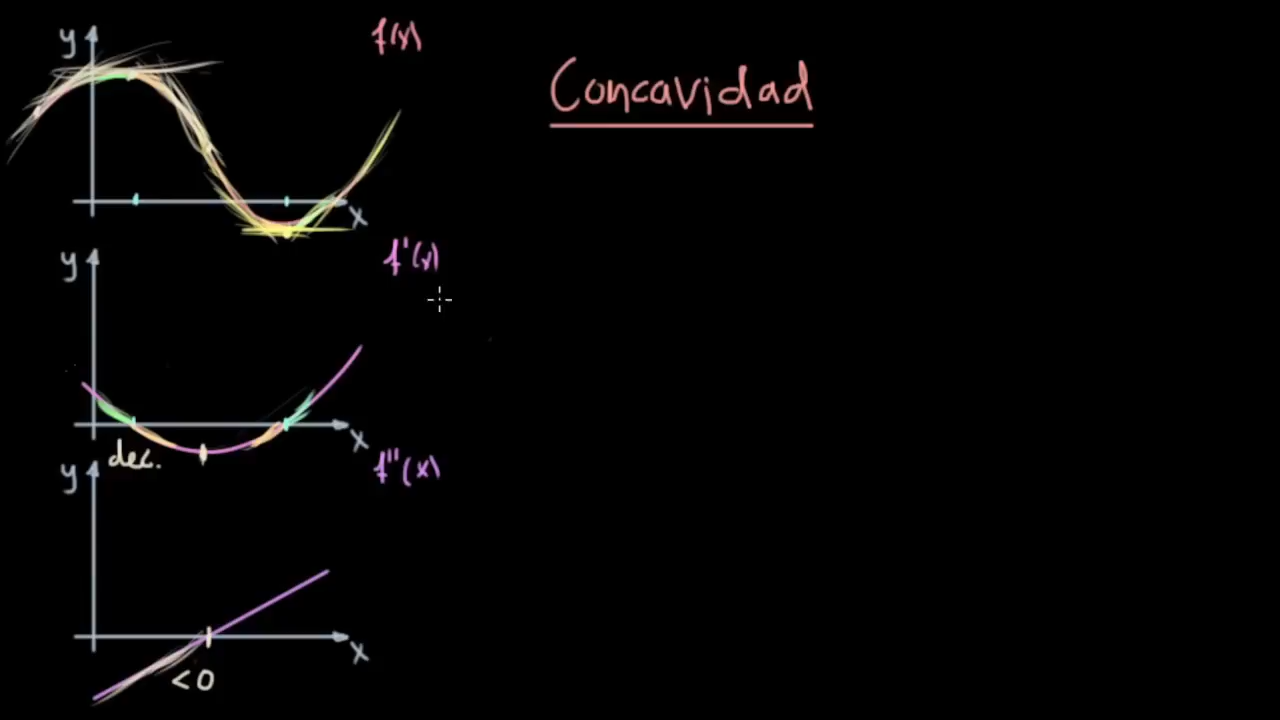 y
f(x)
Concavidad
x
y
f'(x)
dec.
x
y
f''(x)
x
<0